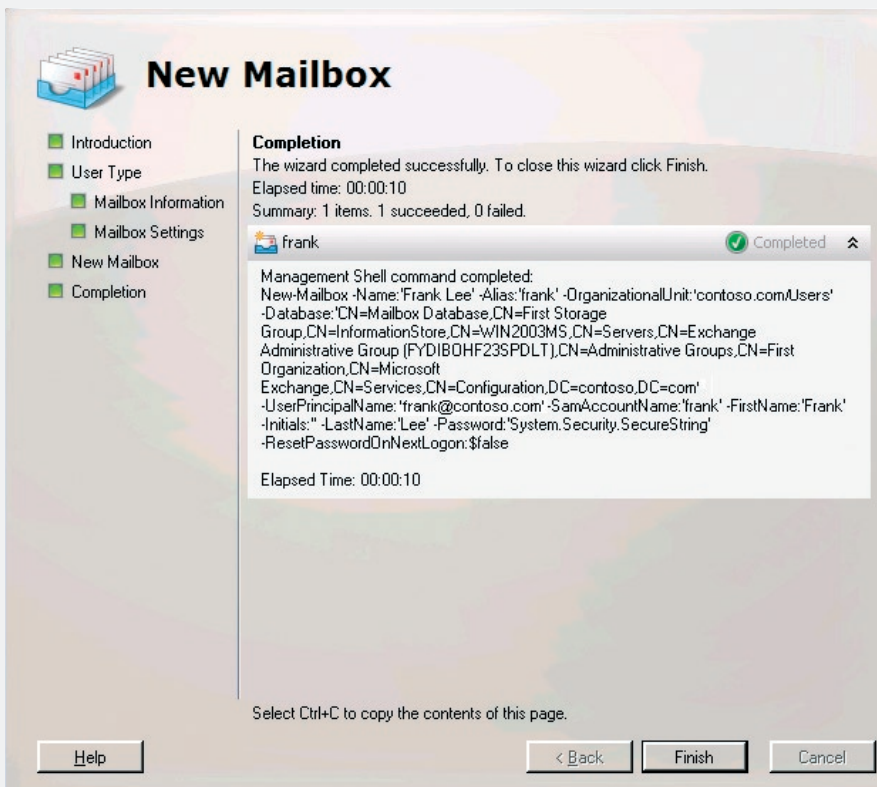 New Mailbox
Introduction
User Type
Mailbox Information
Mailbox Settings
New Mailbox
Completion
Completion
The wizard completed successfully. To close this wizard click Finish.
Elapsed time: 00:00:10
Summary: 1 items. 1 succeeded, 0 failed.
frank
Completed
Management Shell command completed:
New-Mailbox -Name:'Frank Lee' -Alias:'frank' -OrganizationalUnit:'contoso.com/Users'
-Database:'CN=Mailbox Database,CN=First Storage
Group,CN=InformationStore,CN=WIN2003MS,CN=Servers,CN=Exchange
Administrative Group (FYDIBOHF23SPDLT),CN=Administrative Groups,CN=First
Organization,CN=Microsoft
Exchange,CN=Services,CN=Configuration,DC=contoso,DC=com'
-UserPrincipalName:'frank@contoso.com' -SamAccountName:'frank' -FirstName:'Frank'
-Initials:'' -LastName:'Lee' -Password:'System.Security.SecureString'
-ResetPasswordOnNextLogon:$false
Elapsed Time: 00:00:10
Select Ctrl+C to copy the contents of this page.
Help
< Back
Finish
Cancel